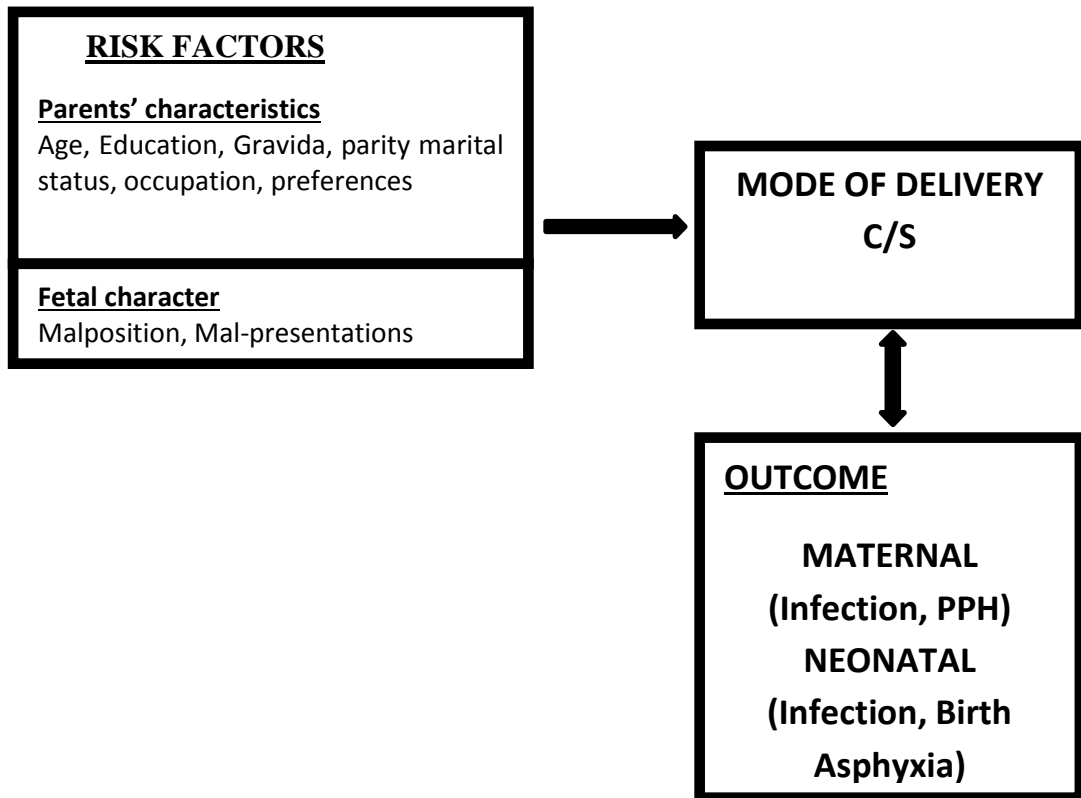 RISK FACTORS
Parents’ characteristics
Age, Education, Gravida, parity marital
status, occupation, preferences
Fetal character
Malposition, Mal-presentations
MODE OF DELIVERY
C/S
OUTCOME
MATERNAL
(Infection, PPH)
NEONATAL
(Infection, Birth
Asphyxia)